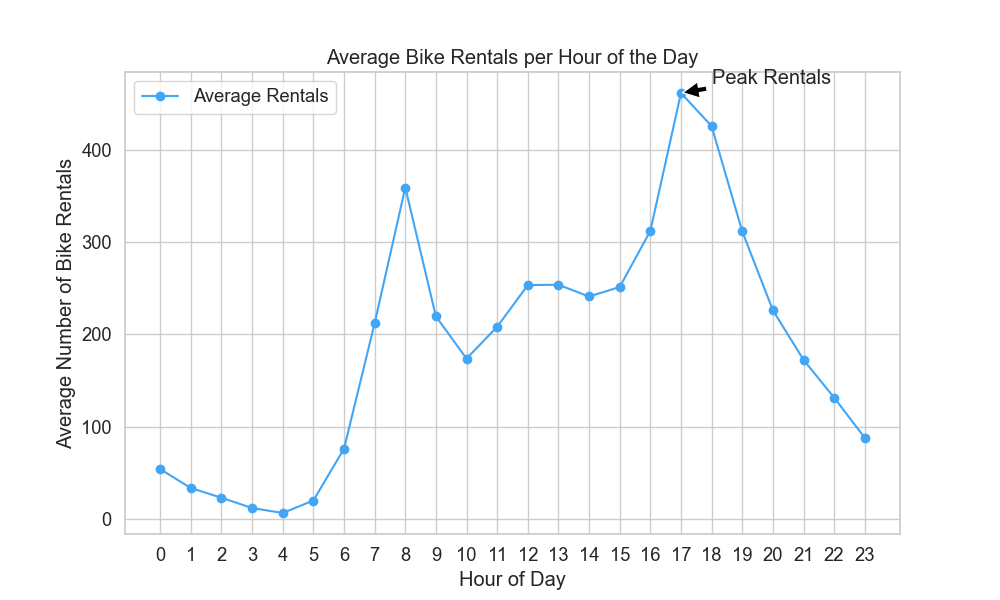 Average Bike Rentals per Hour of the Day
Peak Rentals
Average Rentals
Average Number of Bike Rentals
400
300
200
100
0
0 1 2 3 4 5 6 7 8 9 10 11 12 13 14 15 16 17 18 19 20 21 22 23
Hour of Day